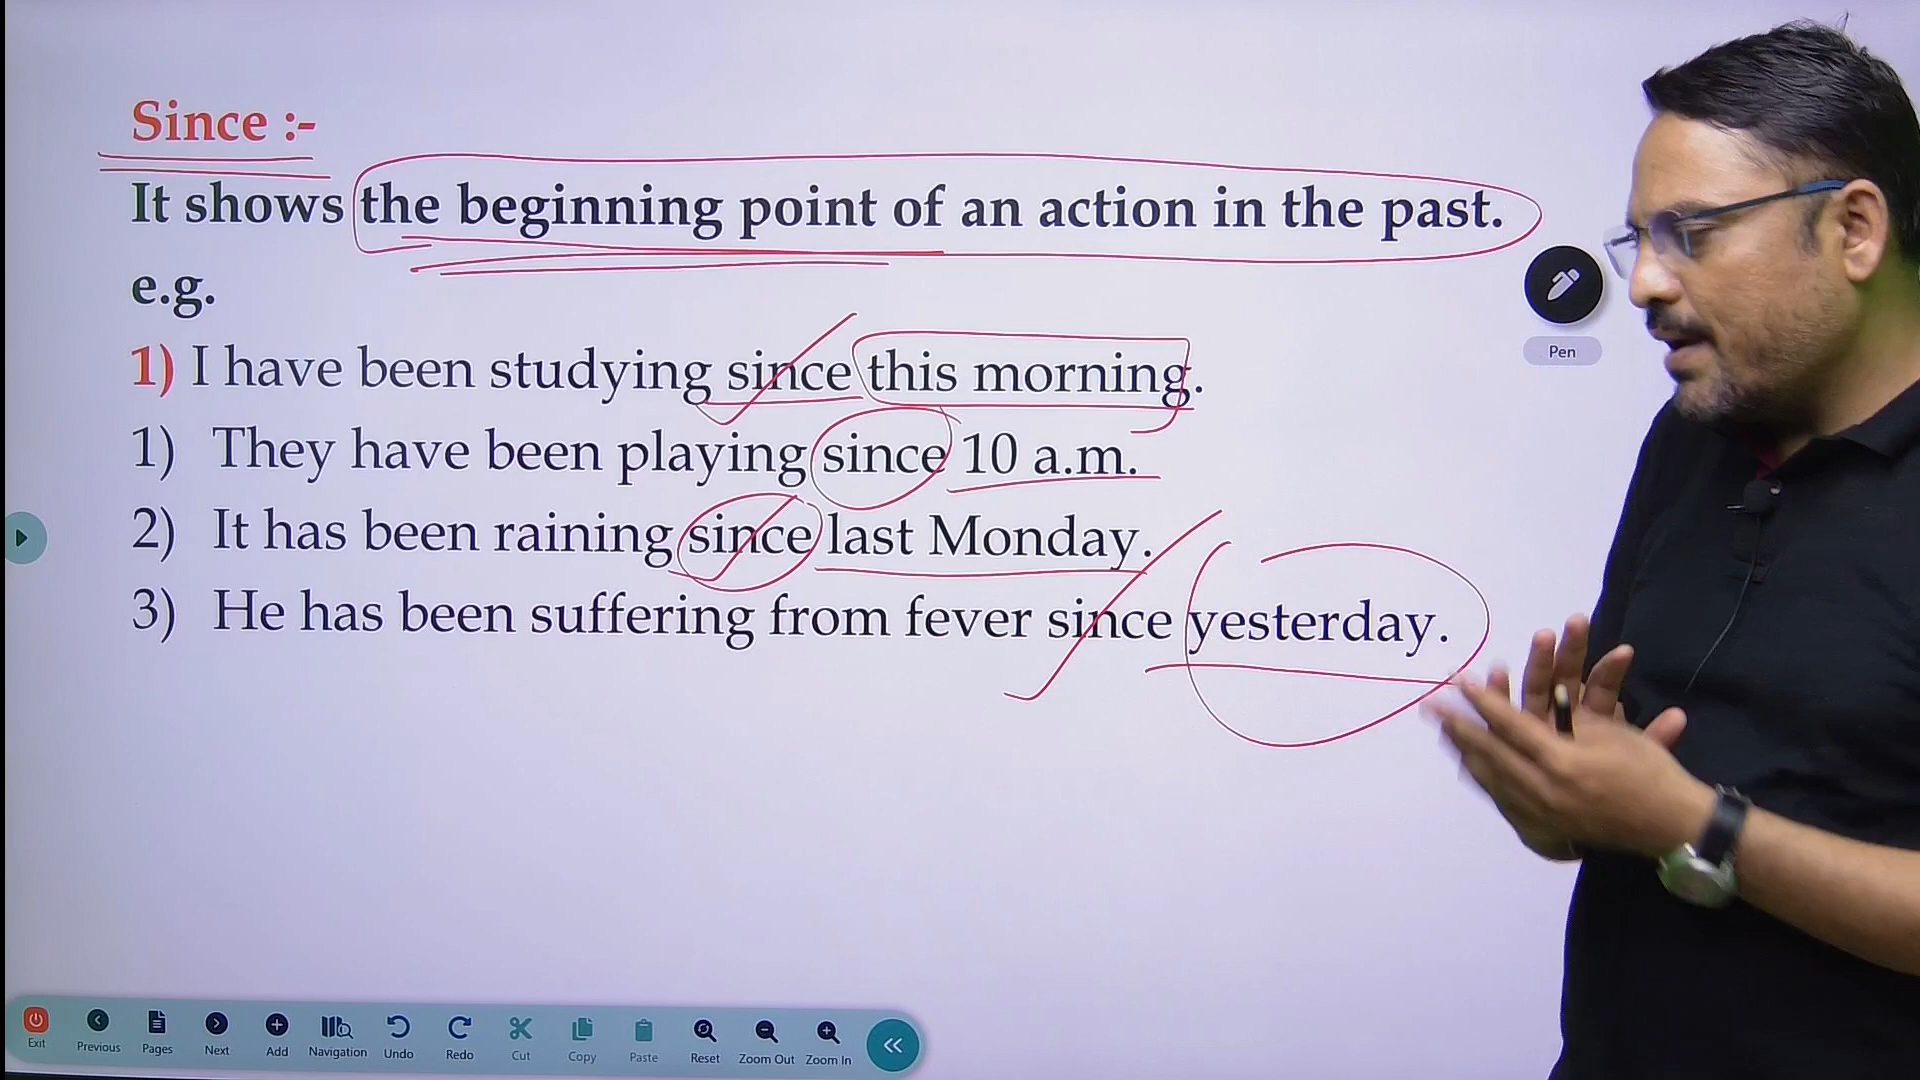 Since :-
It shows the beginning point of an action in the past.
e.g.
1) I have been studying since this morning.
1) They have been playing since 10 a.m.
2) It has been raining since last Monday.
3) He has been suffering from fever since yesterday.
Pen
Exit Previous Pages Next Add Navigation Undo Redo Cut Copy Paste Reset Zoom Out Zoom In